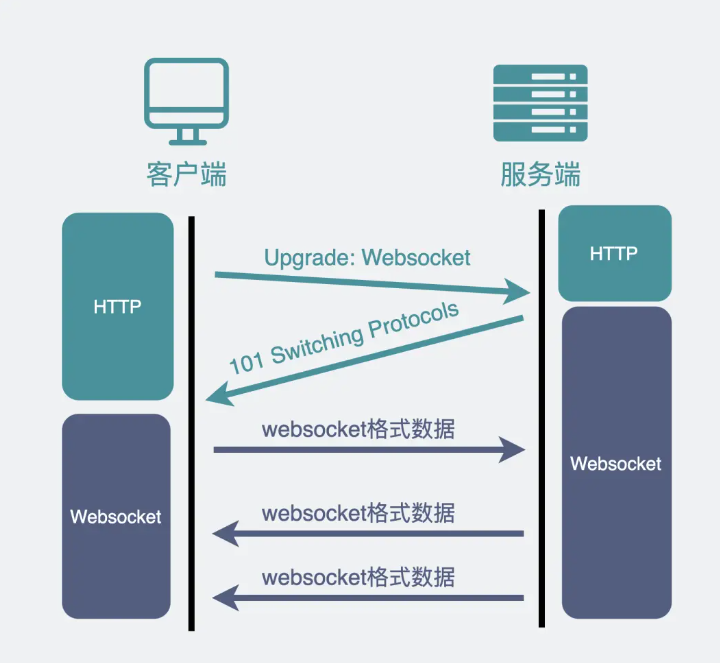 客户端
服务端
HTTP
Upgrade: Websocket
HTTP
101 Switching Protocols
websocket格式数据
Websocket
Websocket
websocket格式数据
websocket格式数据